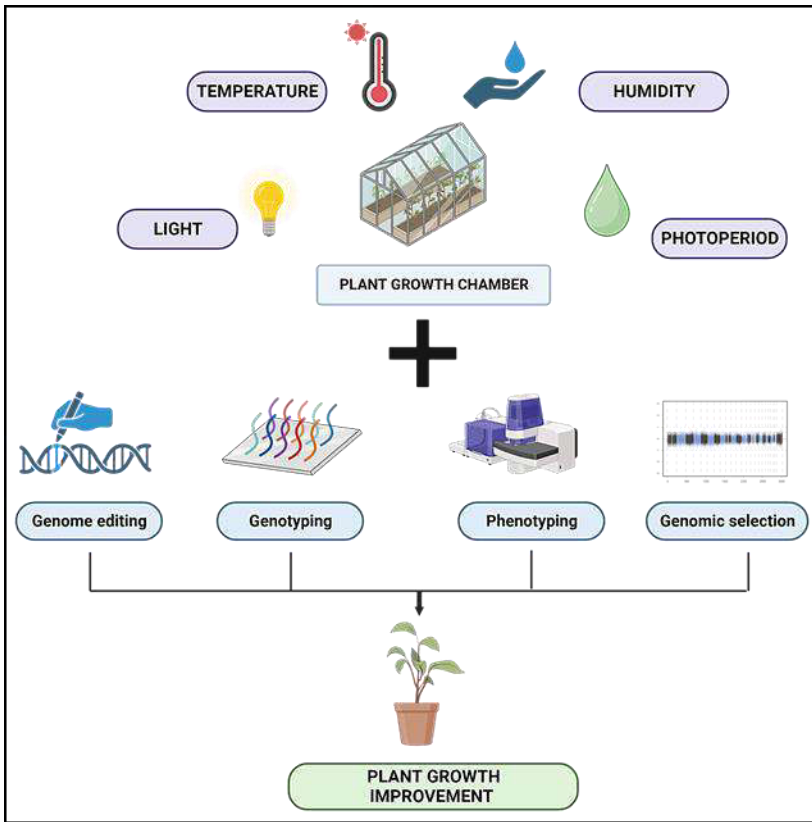 TEMPERATURE
HUMIDITY
LIGHT
PHOTOPERIOD
PLANT GROWTH CHAMBER
Genome editing
Genotyping
Phenotyping
Genomic selection
PLANT GROWTH
IMPROVEMENT